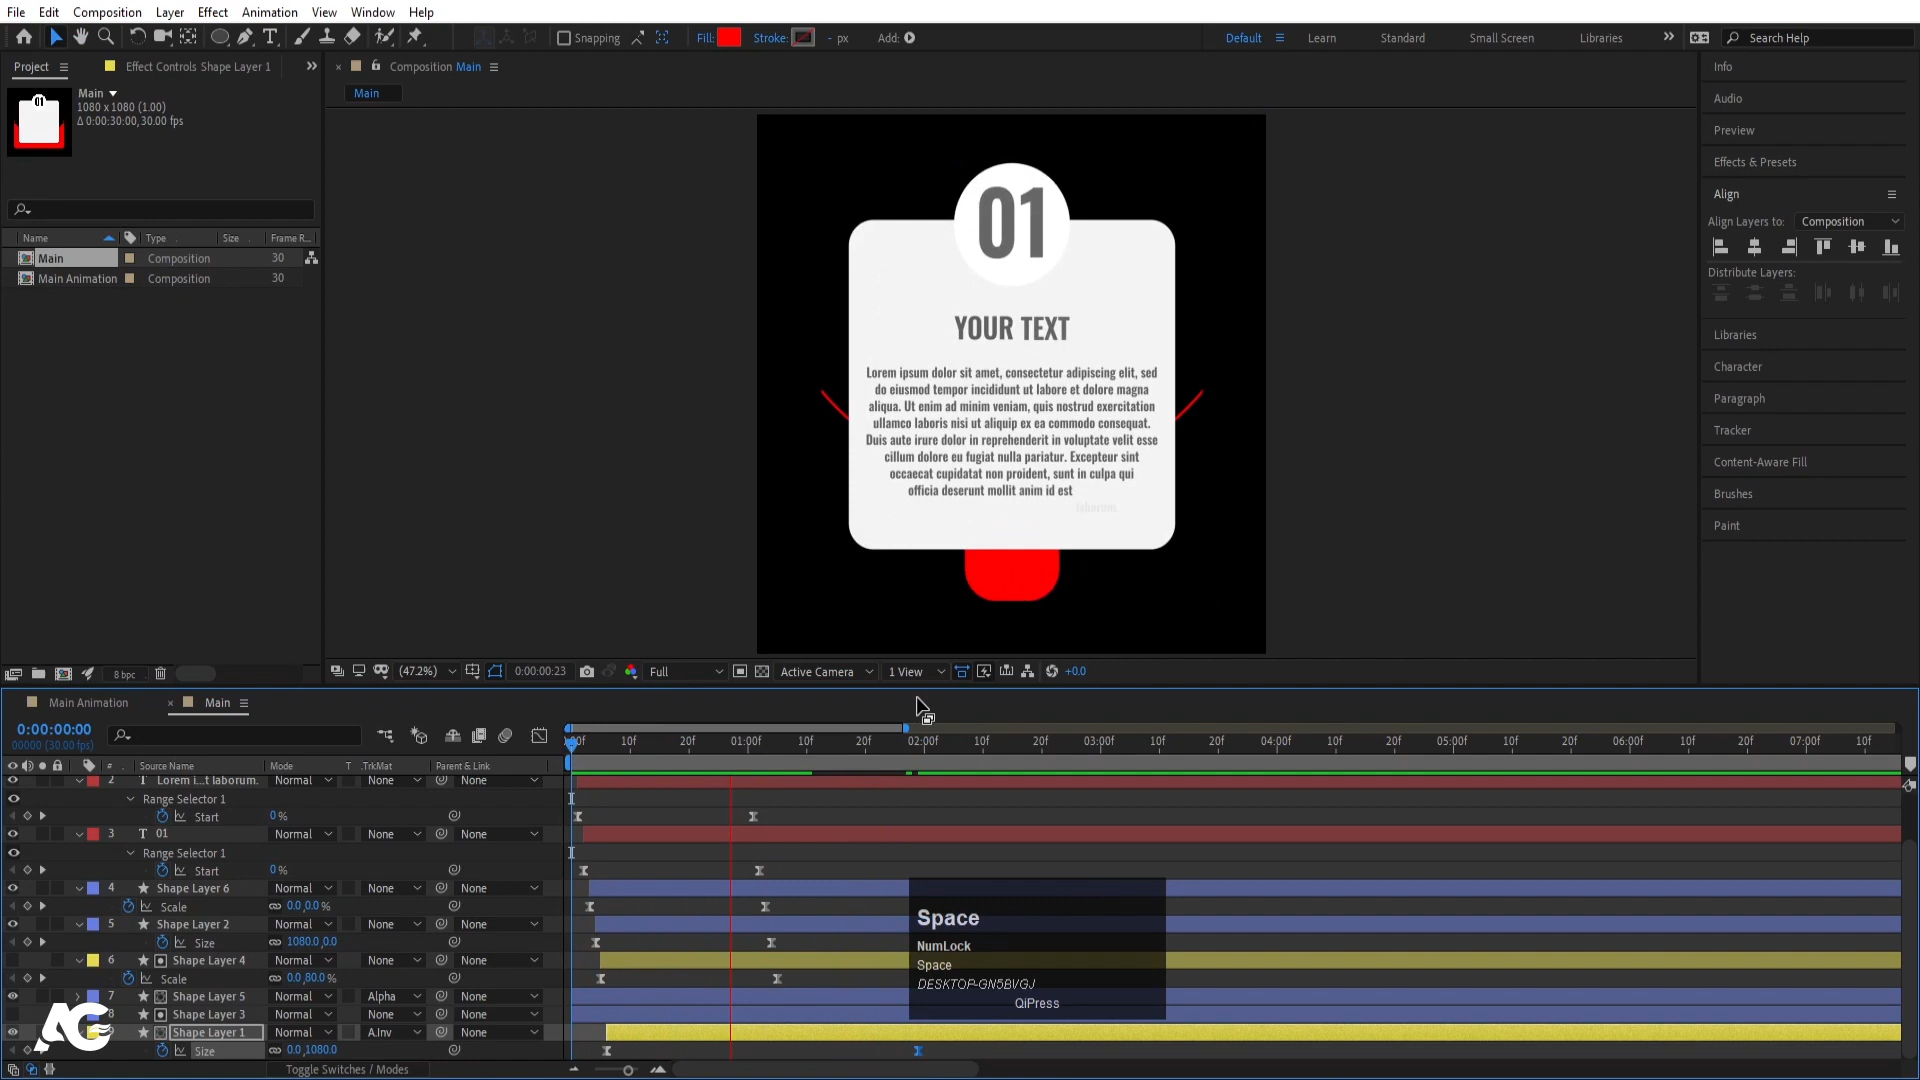 File Edit Composition Layer Effect Animation View Window Help
Snapping Fill: Stroke: - px Add: Default Learn Standard Small Screen Libraries Search Help
Project Effect Controls Shape Layer 1
Composition Main
Main
Main
1080 x 1080 (1.00)
Δ 0:00:30:00, 30.00 fps
01
Name Type Size Frame R...
Main Composition 30
Main Animation Composition 30
01
YOUR TEXT
Lorem ipsum dolor sit amet, consectetur adipiscing elit, sed
do eiusmod tempor incididunt ut labore et dolore magna
aliqua. Ut enim ad minim veniam, quis nostrud exercitation
ullamco laboris nisi ut aliquip ex ea commodo consequat.
Duis aute irure dolor in reprehenderit in voluptate velit esse
cillum dolore eu fugiat nulla pariatur. Excepteur sint
occaecat cupidatat non proident, sunt in culpa qui
officia deserunt mollit anim id est
laborum.
Info
Audio
Preview
Effects & Presets
Align
Align Layers to: Composition
Distribute Layers:
Libraries
Character
Paragraph
Tracker
Content-Aware Fill
Brushes
Paint
8 bpc
(47.2%) 0:00:00:23 Full Active Camera 1 View +0.0
Main Animation Main
0:00:00:00
00000 (30.00 fps)
:00f 10f 20f 01:00f 10f 20f 02:00f 10f 20f 03:00f 10f 20f 04:00f 10f 20f 05:00f 10f 20f 06:00f 10f 20f 07:00f 10f
# Source Name Mode T .TrkMat Parent & Link
2 T Lorem i...t laborum. Normal None None
Range Selector 1
Start 0 %
3 T 01 Normal None None
Range Selector 1
Start 0 %
4 Shape Layer 6 Normal None None
Scale 0.0,0.0 %
5 Shape Layer 2 Normal None None
Size 1080.0,0.0
6 Shape Layer 4 Normal None None
Scale 0.0,80.0 %
7 Shape Layer 5 Normal Alpha None
8 Shape Layer 3 Normal None None
9 Shape Layer 1 Normal A.Inv None
Size 0.0,1080.0
Toggle Switches / Modes
Space
NumLock
Space
DESKTOP-GN5BVGJ
QiPress
AG